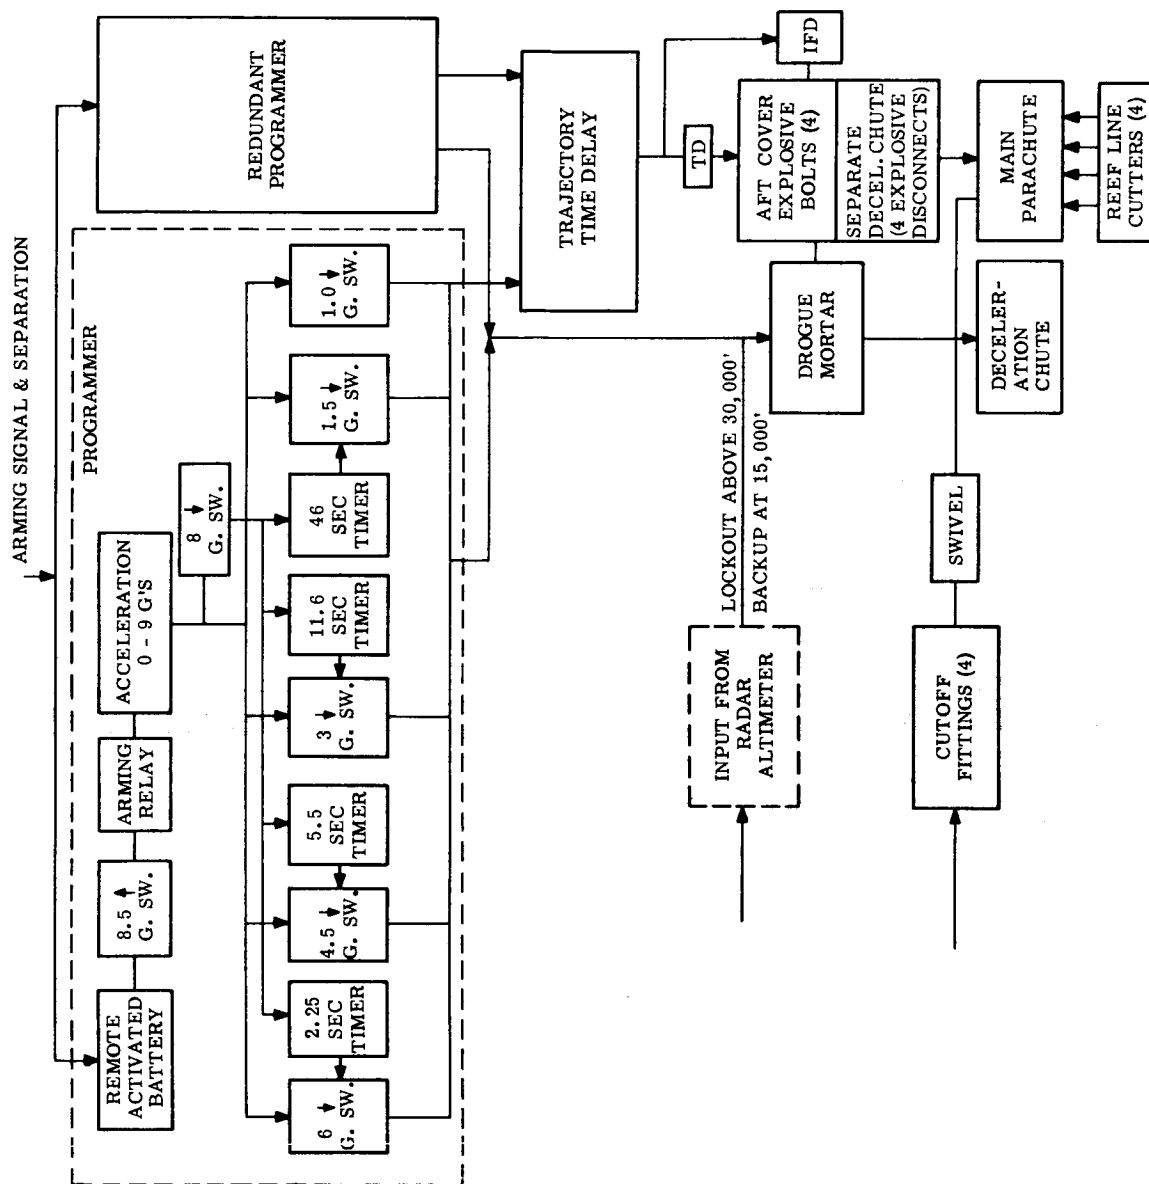 ARMING SIGNAL & SEPARATION
PROGRAMMER
REMOTE
ACTIVATED
BATTERY
8.5 ↑
G. SW.
ARMING
RELAY
ACCELERATION
0 - 9 G'S
8 ↓
G. SW.
6 ↓
G. SW.
2.25
SEC
TIMER
4.5 ↓
G. SW.
5.5
SEC
TIMER
3 ↓
G. SW.
11.6
SEC
TIMER
46
SEC
TIMER
1.5 ↓
G. SW.
1.0 ↓
G. SW.
REDUNDANT
PROGRAMMER
TRAJECTORY
TIME DELAY
INPUT FROM
RADAR
ALTIMETER
LOCKOUT ABOVE 30,000'
BACKUP AT 15,000'
DROGUE
MORTAR
TD
IFD
AFT COVER
EXPLOSIVE
BOLTS (4)
SEPARATE
DECEL. CHUTE
(4 EXPLOSIVE
DISCONNECTS)
CUTOFF
FITTINGS (4)
SWIVEL
DECELER-
ATION
CHUTE
MAIN
PARACHUTE
REEF LINE
CUTTERS (4)